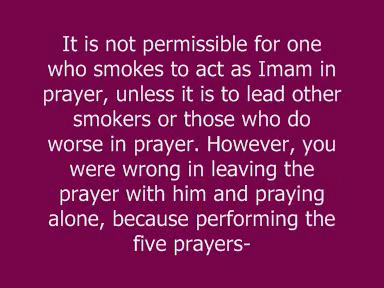 It is not permissible for one
who smokes to act as Imam in
prayer, unless it is to lead other
smokers or those who do
worse in prayer. However, you
were wrong in leaving the
prayer with him and praying
alone, because performing the
five prayers-